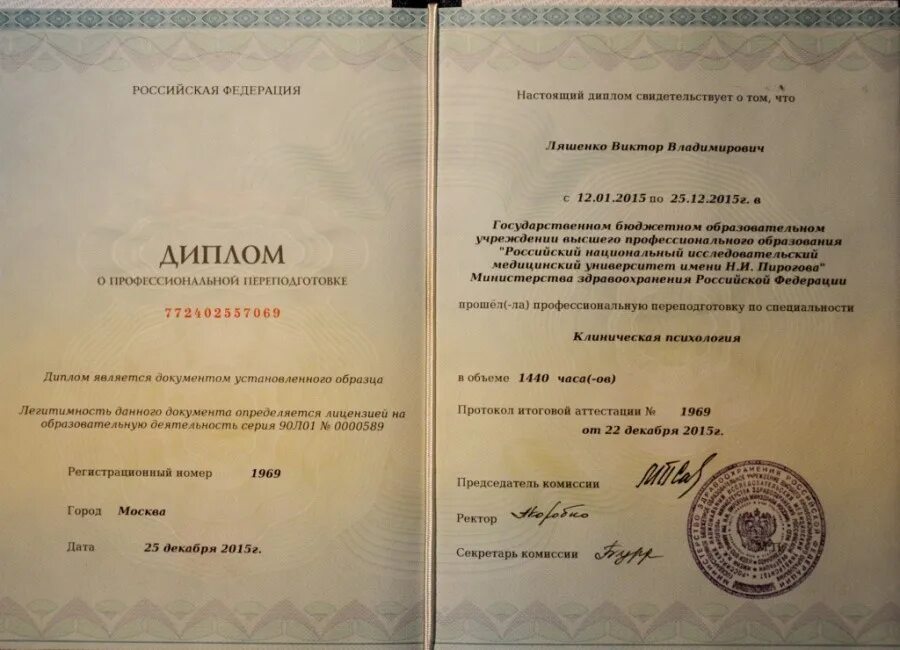 РОССИЙСКАЯ ФЕДЕРАЦИЯ
ДИПЛОМ
О ПРОФЕССИОНАЛЬНОЙ ПЕРЕПОДГОТОВКЕ
772402557069
Диплом является документом установленного образца
Легитимность данного документа определяется лицензией на
образовательную деятельность серия 90Л01 № 0000589
Регистрационный номер 1969
Город Москва
Дата 25 декабря 2015г.
Настоящий диплом свидетельствует о том, что
Ляшенко Виктор Владимирович
с 12.01.2015 по 25.12.2015г. в
Государственном бюджетном образовательном
учреждении высшего профессионального образования
"Российский национальный исследовательский
медицинский университет имени Н.И. Пирогова"
Министерства здравоохранения Российской Федерации
прошёл(-ла) профессиональную переподготовку по специальности
Клиническая психология
в объеме 1440 часа(-ов)
Протокол итоговой аттестации № 1969
от 22 декабря 2015г.
Председатель комиссии
Ректор
Секретарь комиссии
МИНИСТЕРСТВО ЗДРАВООХРАНЕНИЯ РОССИЙСКОЙ ФЕДЕРАЦИИ